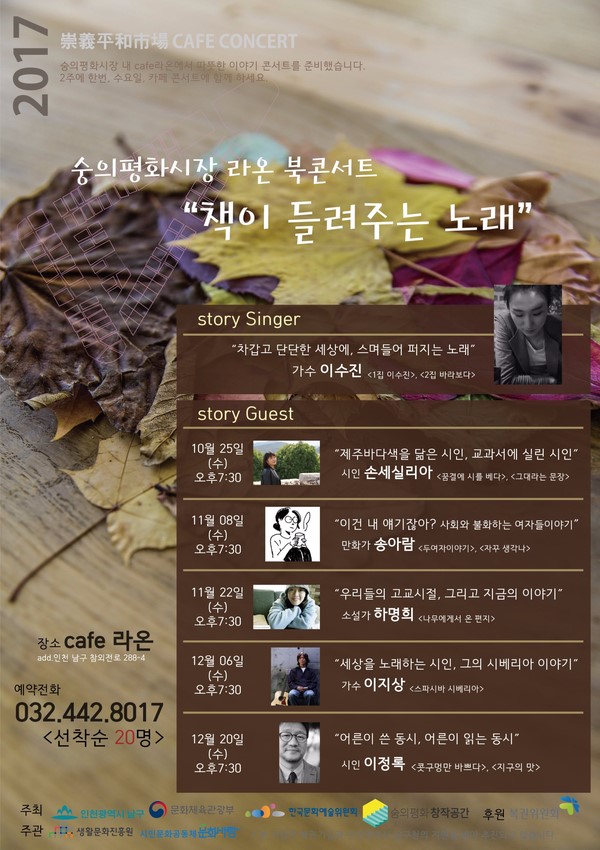 2017
崇義平和市場 CAFE CONCERT
숭의평화시장 내 cafe라온에서 따뜻한 이야기 콘서트를 준비했습니다.
2주에 한번, 수요일, 카페 콘서트에 함께 하세요.
숭의평화시장 라온 북콘서트
“책이 들려주는 노래”
story Singer
“차갑고 단단한 세상에, 스며들어 퍼지는 노래”
가수 이수진 <1집 이수진>, <2집 바라보다>
story Guest
10월 25일
(수)
오후7:30
“제주바다색을 닮은 시인, 교과서에 실린 시인”
시인 손세실리아 <꿈결에 시를 베다>, <그대라는 문장>
11월 08일
(수)
오후7:30
“이건 내 얘기잖아? 사회와 불화하는 여자들이야기”
만화가 송아람 <두여자이야기>, <자꾸 생각나>
11월 22일
(수)
오후7:30
“우리들의 고교시절, 그리고 지금의 이야기”
소설가 하명희 <나무에게서 온 편지>
12월 06일
(수)
오후7:30
“세상을 노래하는 시인, 그의 시베리아 이야기”
가수 이지상 <스파시바 시베리아>
12월 20일
(수)
오후7:30
“어른이 쓴 동시, 어른이 읽는 동시”
시인 이정록 <콧구멍만 바쁘다>, <지구의 맛>
장소 cafe 라온
add.인천 남구 참외전로 288-4
예약전화
032.442.8017
<선착순 20명>
주최 인천광역시 남구 문화체육관광부 한국문화예술위원회 숭의평화 창작공간 후원 복권위원회
주관 생활문화진흥원